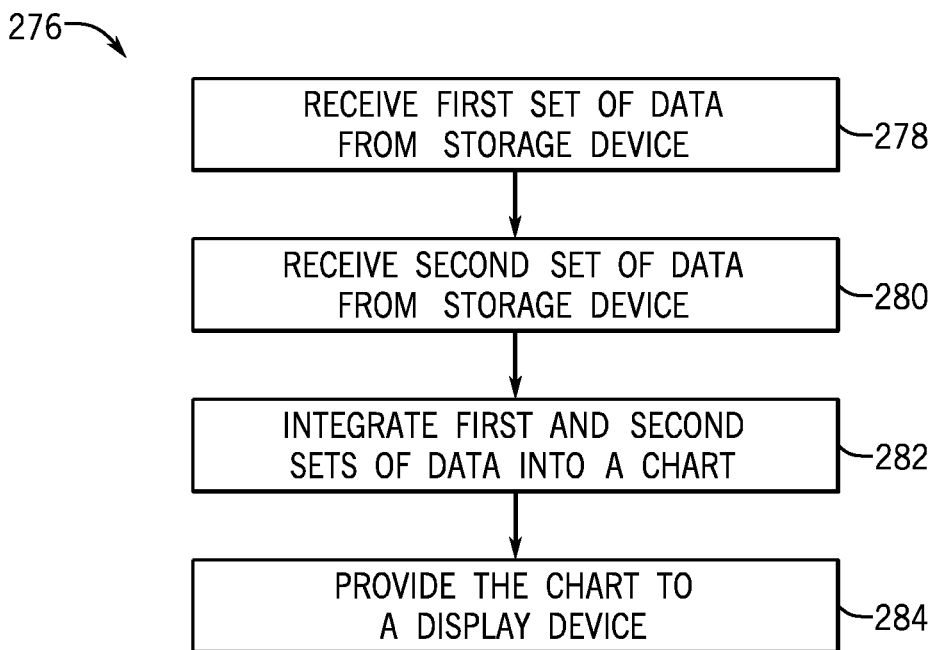 276
RECEIVE FIRST SET OF DATA
FROM STORAGE DEVICE
278
RECEIVE SECOND SET OF DATA
FROM STORAGE DEVICE
280
INTEGRATE FIRST AND SECOND
SETS OF DATA INTO A CHART
282
PROVIDE THE CHART TO
A DISPLAY DEVICE
284